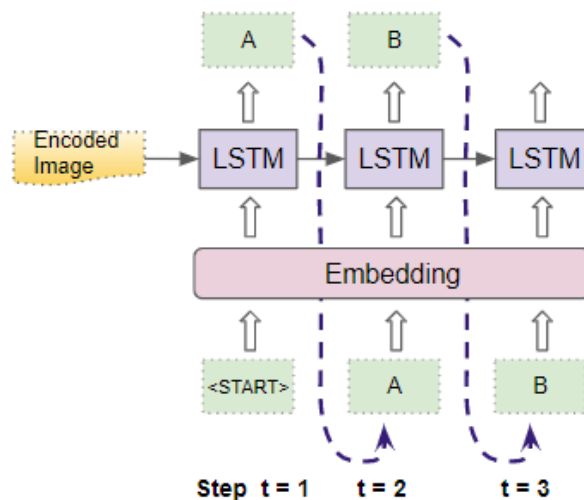 A B
Encoded
Image
LSTM LSTM LSTM
Embedding
<START> A B
Step t = 1 t = 2 t = 3